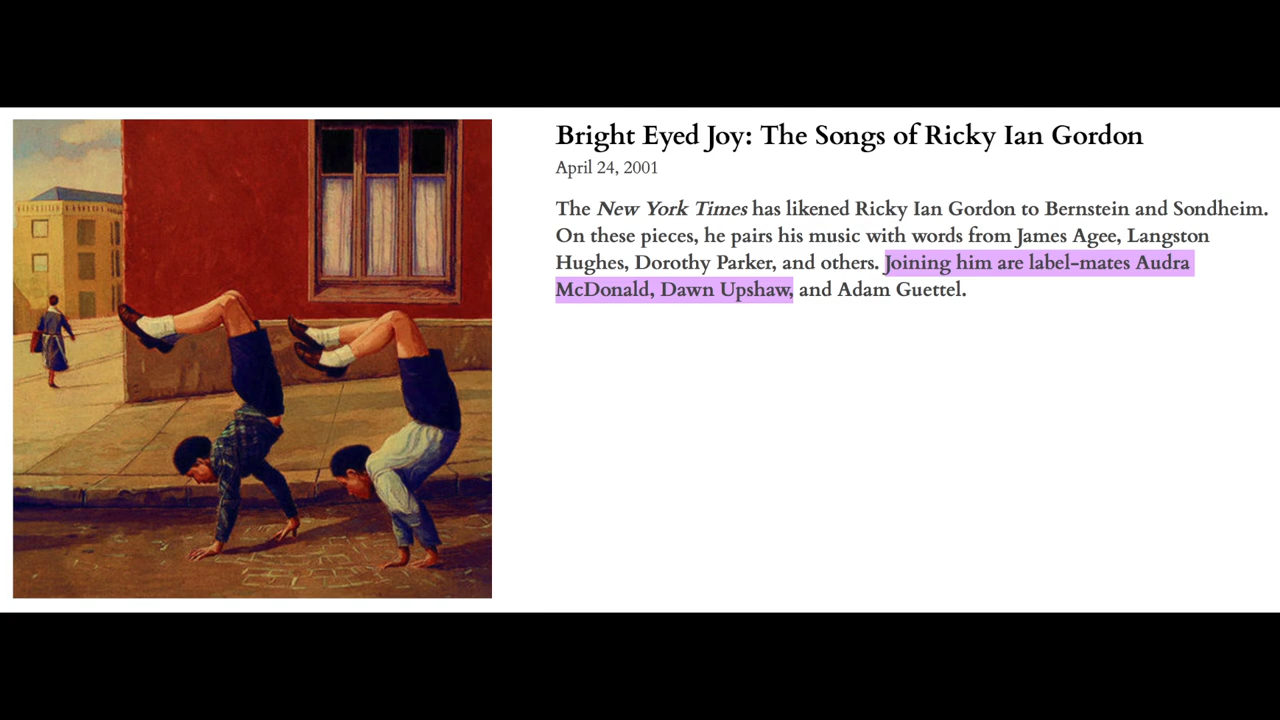 Bright Eyed Joy: The Songs of Ricky Ian Gordon
April 24, 2001
The New York Times has likened Ricky Ian Gordon to Bernstein and Sondheim.
On these pieces, he pairs his music with words from James Agee, Langston
Hughes, Dorothy Parker, and others. Joining him are label-mates Audra
McDonald, Dawn Upshaw, and Adam Guettel.